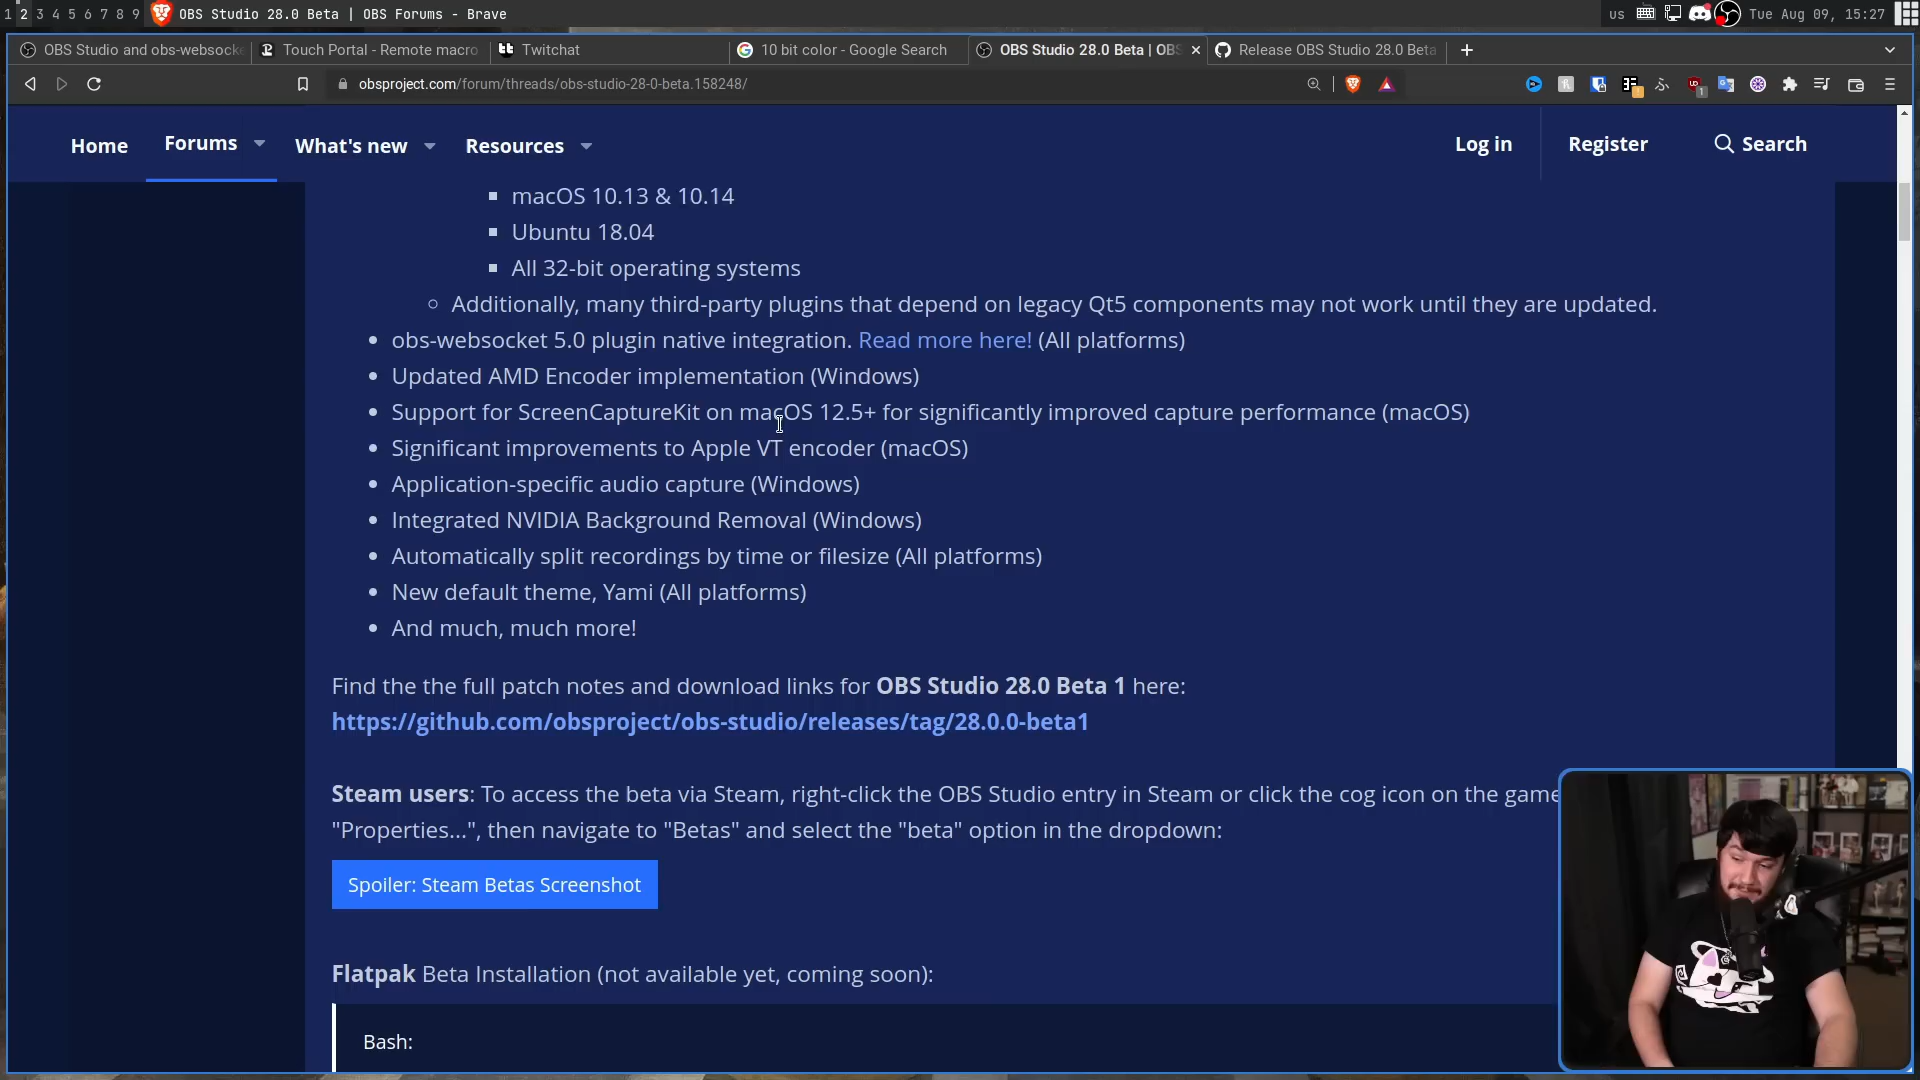 1 2 3 4 5 6 7 8 9 OBS Studio 28.0 Beta | OBS Forums - Brave us Tue Aug 09, 15:27
OBS Studio and obs-websocke Touch Portal - Remote macro Twitchat 10 bit color - Google Search OBS Studio 28.0 Beta | OBS Release OBS Studio 28.0 Beta
obsproject.com/forum/threads/obs-studio-28-0-beta.158248/
Home Forums What's new Resources Log in Register Search
macOS 10.13 & 10.14
Ubuntu 18.04
All 32-bit operating systems
Additionally, many third-party plugins that depend on legacy Qt5 components may not work until they are updated.
obs-websocket 5.0 plugin native integration. Read more here! (All platforms)
Updated AMD Encoder implementation (Windows)
Support for ScreenCaptureKit on macOS 12.5+ for significantly improved capture performance (macOS)
Significant improvements to Apple VT encoder (macOS)
Application-specific audio capture (Windows)
Integrated NVIDIA Background Removal (Windows)
Automatically split recordings by time or filesize (All platforms)
New default theme, Yami (All platforms)
And much, much more!
Find the the full patch notes and download links for OBS Studio 28.0 Beta 1 here:
https://github.com/obsproject/obs-studio/releases/tag/28.0.0-beta1
Steam users: To access the beta via Steam, right-click the OBS Studio entry in Steam or click the cog icon on the game
"Properties...", then navigate to "Betas" and select the "beta" option in the dropdown:
Spoiler: Steam Betas Screenshot
Flatpak Beta Installation (not available yet, coming soon):
Bash: